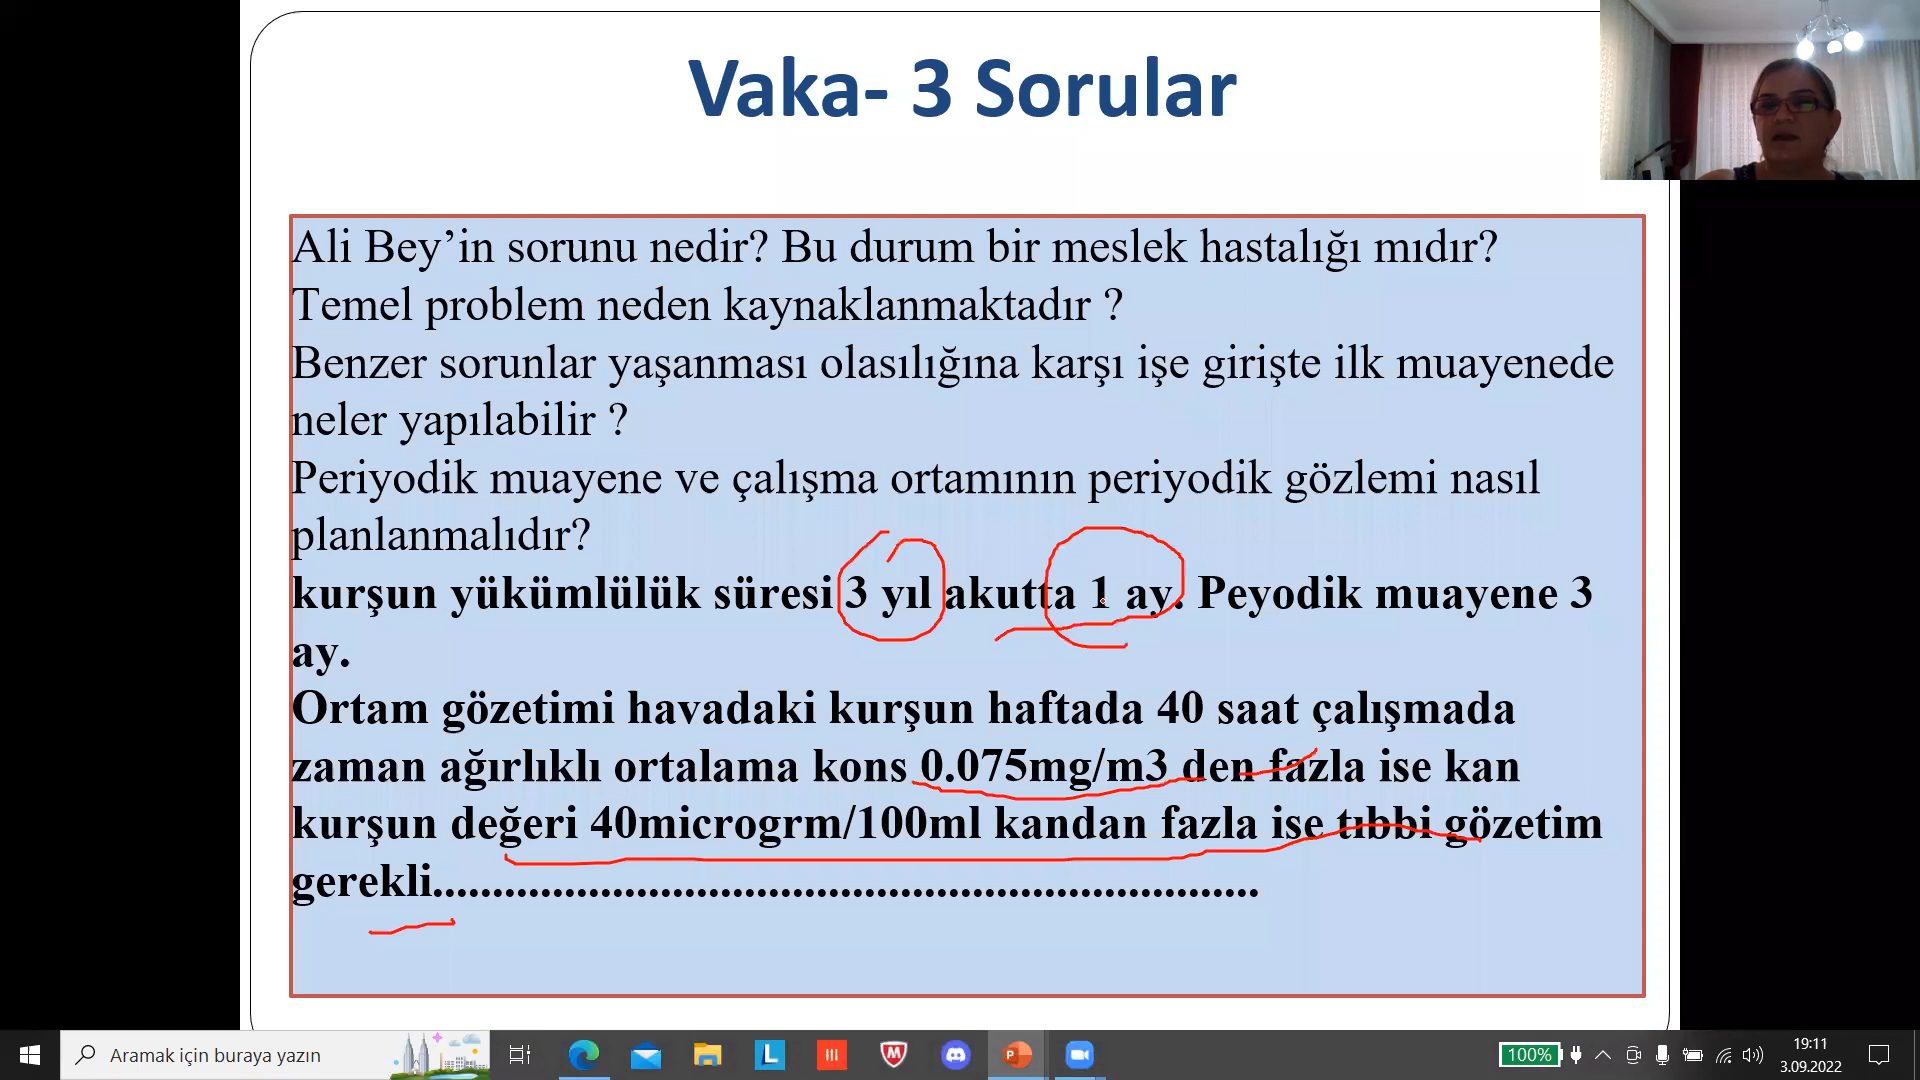 Vaka- 3 Sorular
Ali Bey’in sorunu nedir? Bu durum bir meslek hastalığı mıdır?
Temel problem neden kaynaklanmaktadır ?
Benzer sorunlar yaşanması olasılığına karşı işe girişte ilk muayenede
neler yapılabilir ?
Periyodik muayene ve çalışma ortamının periyodik gözlemi nasıl
planlanmalıdır?
kurşun yükümlülük süresi 3 yıl akutta 1 ay. Peyodik muayene 3
ay.
Ortam gözetimi havadaki kurşun haftada 40 saat çalışmada
zaman ağırlıklı ortalama kons 0.075mg/m3 den fazla ise kan
kurşun değeri 40microgrm/100ml kandan fazla ise tıbbi gözetim
gerekli.....................................................................
Aramak için buraya yazın
L
P
100%
19:11
3.09.2022